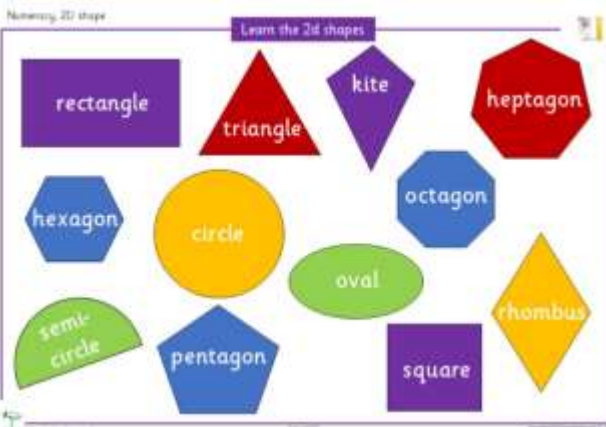 Numeracy, 2D shape
Learn the 2d shapes
rectangle
triangle
kite
heptagon
hexagon
circle
octagon
oval
rhombus
semi-
circle
pentagon
square